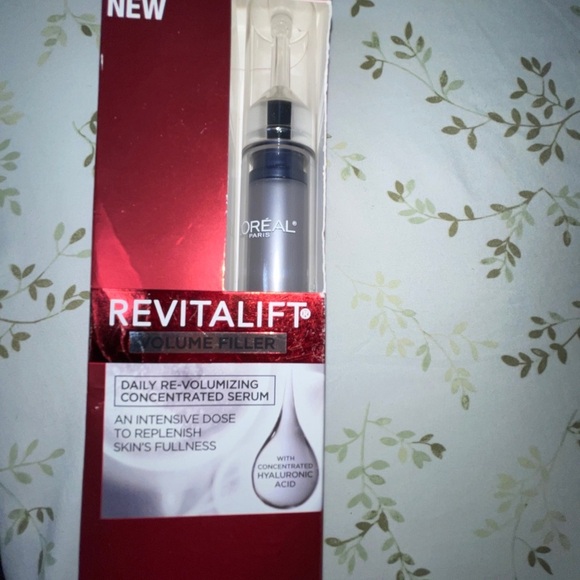 NEW
ORÉAL®
PARIS
REVITALIFT®
VOLUME FILLER
DAILY RE-VOLUMIZING
CONCENTRATED SERUM
AN INTENSIVE DOSE
TO REPLENISH
SKIN'S FULLNESS
WITH
CONCENTRATED
HYALURONIC
ACID